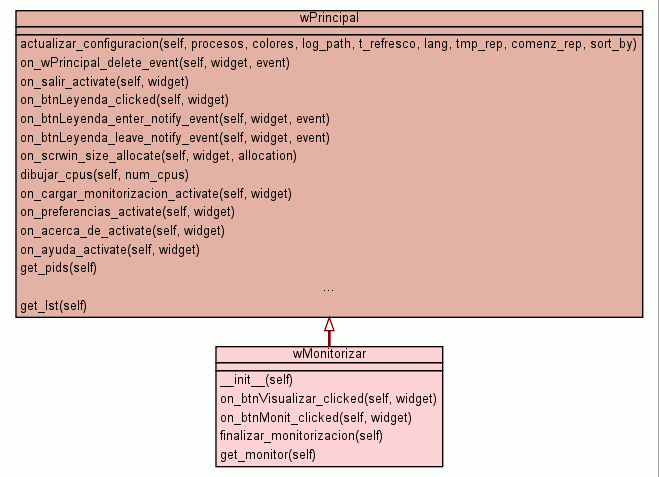 wPrincipal
actualizar_configuracion(self, procesos, colores, log_path, t_refresco, lang, tmp_rep, comenz_rep, sort_by)
on_wPrincipal_delete_event(self, widget, event)
on_salir_activate(self, widget)
on_btnLeyenda_clicked(self, widget)
on_btnLeyenda_enter_notify_event(self, widget, event)
on_btnLeyenda_leave_notify_event(self, widget, event)
on_scrwin_size_allocate(self, widget, allocation)
dibujar_cpus(self, num_cpus)
on_cargar_monitorizacion_activate(self, widget)
on_preferencias_activate(self, widget)
on_acerca_de_activate(self, widget)
on_ayuda_activate(self, widget)
get_pids(self)
...
get_lst(self)
wMonitorizar
__init__(self)
on_btnVisualizar_clicked(self, widget)
on_btnMonit_clicked(self, widget)
finalizar_monitorizacion(self)
get_monitor(self)